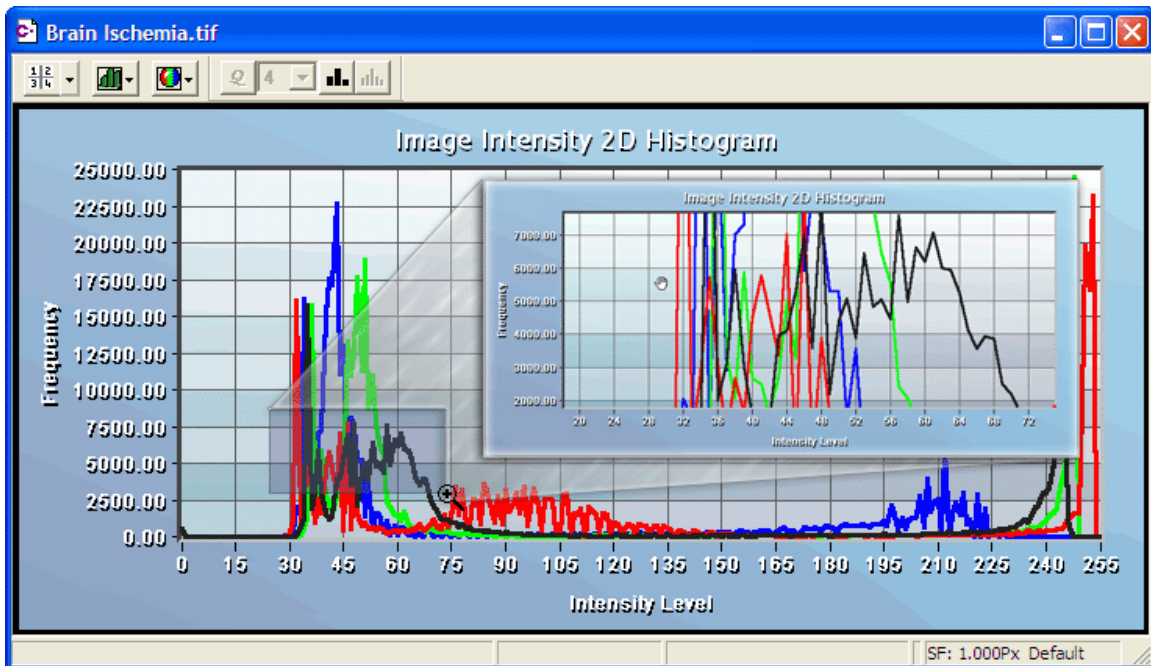 Brain Ischemia.tif
1 2
3 4
Q 4
Image Intensity 2D Histogram
25000.00
22500.00
20000.00
17500.00
15000.00
12500.00
10000.00
7500.00
5000.00
2500.00
0.00
Frequency
0 15 30 45 60 75 90 105 120 135 150 165 180 195 210 225 240 255
Intensity Level
Image Intensity 2D Histogram
7000.00
6000.00
5000.00
4000.00
3000.00
2000.00
Frequency
20 24 28 32 36 40 44 48 52 56 60 64 68 72
Intensity Level
SF: 1.000Px Default